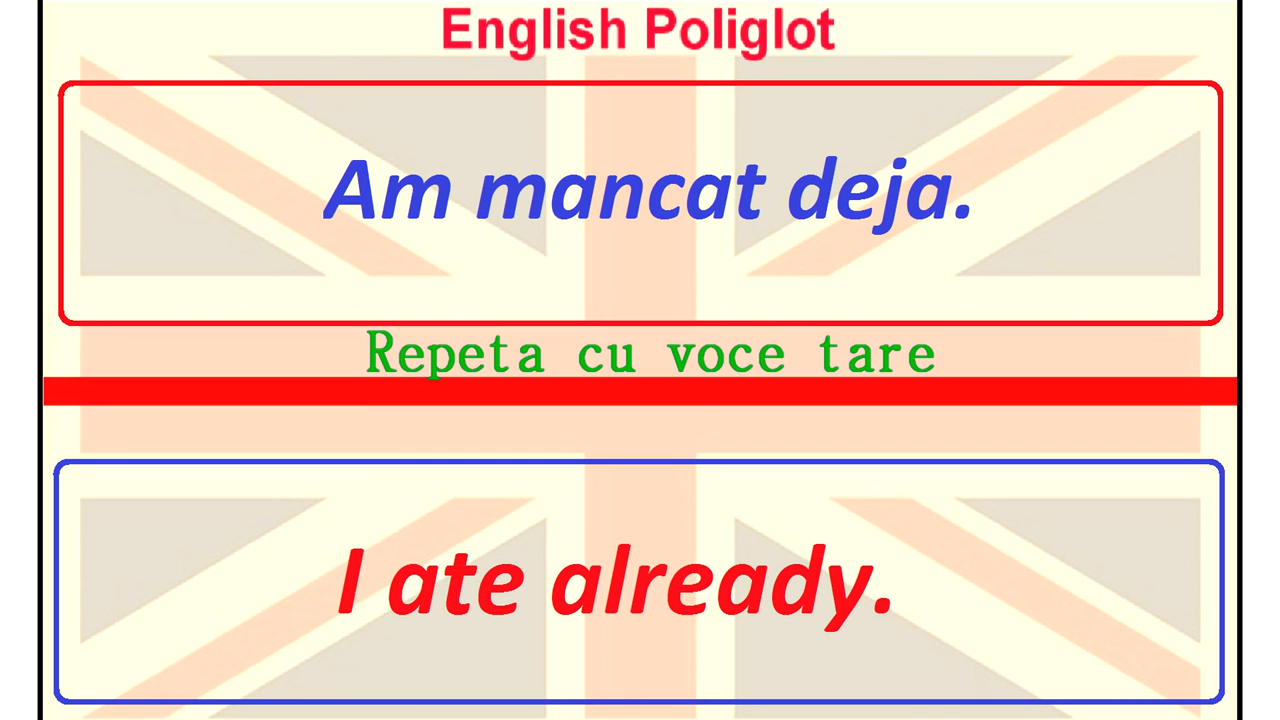 English Poliglot
Am mancat deja.
Repeta cu voce tare
I ate already.